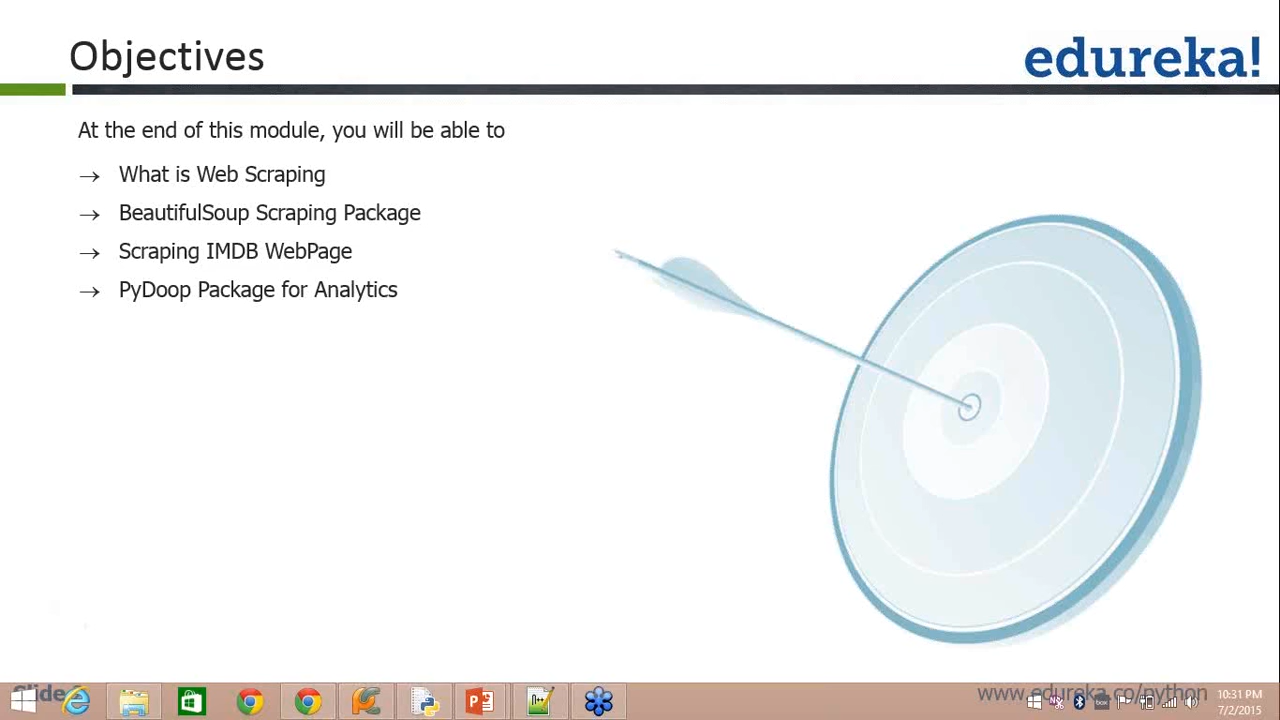 Objectives
edureka!
At the end of this module, you will be able to
→ What is Web Scraping
→ BeautifulSoup Scraping Package
→ Scraping IMDB WebPage
→ PyDoop Package for Analytics
Slide
www.edureka.co/python
10:31 PM
7/2/2015